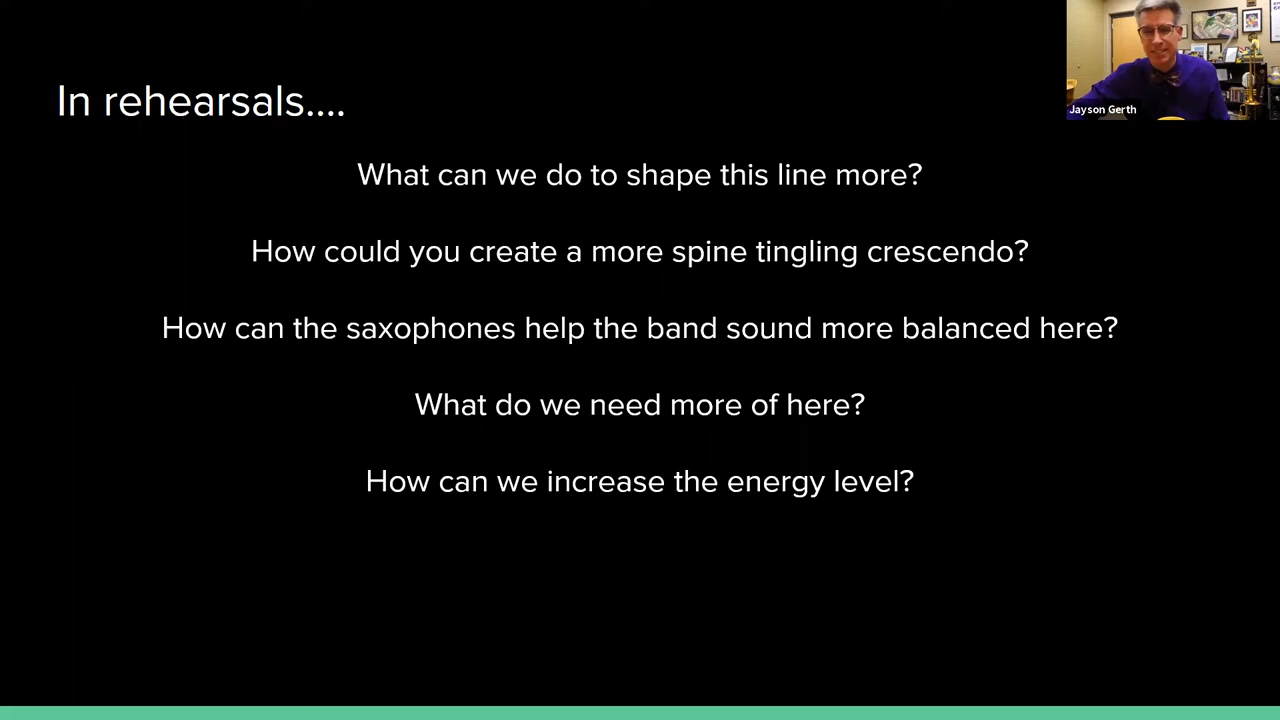 Jayson Gerth
In rehearsals....
What can we do to shape this line more?
How could you create a more spine tingling crescendo?
How can the saxophones help the band sound more balanced here?
What do we need more of here?
How can we increase the energy level?